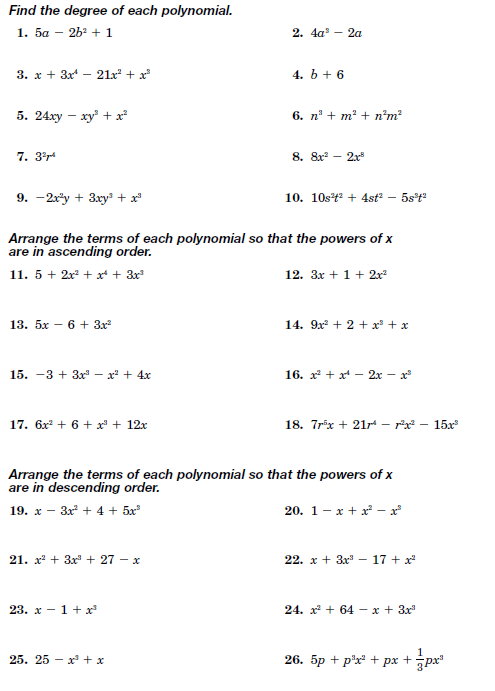 Find the degree of each polynomial.
1. 5a − 2b² + 1 2. 4a³ − 2a
3. x + 3x⁴ − 21x² + x³ 4. b + 6
5. 24xy − xy³ + x² 6. n³ + m² + n³m²
7. 3²r⁴ 8. 8x² − 2x⁸
9. −2x²y + 3xy³ + x³ 10. 10s²t² + 4st² − 5s³t²
Arrange the terms of each polynomial so that the powers of x
are in ascending order.
11. 5 + 2x² + x⁴ + 3x³ 12. 3x + 1 + 2x²
13. 5x − 6 + 3x² 14. 9x² + 2 + x³ + x
15. −3 + 3x³ − x² + 4x 16. x² + x⁴ − 2x − x³
17. 6x² + 6 + x³ + 12x 18. 7r⁵x + 21r⁴ − r²x² − 15x³
Arrange the terms of each polynomial so that the powers of x
are in descending order.
19. x − 3x² + 4 + 5x³ 20. 1 − x + x² − x³
21. x² + 3x³ + 27 − x 22. x + 3x³ − 17 + x²
23. x − 1 + x³ 24. x² + 64 − x + 3x³
25. 25 − x³ + x 26. 5p + p³x² + px + 1/3px³